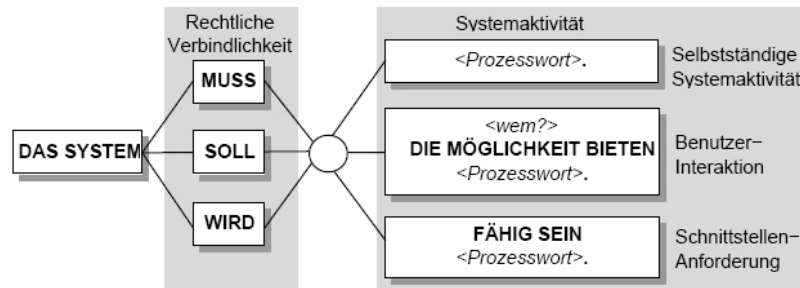 Rechtliche
Verbindlichkeit
Systemaktivität
MUSS
<Prozesswort>.
Selbstständige
Systemaktivität
DAS SYSTEM
SOLL
<wem?>
DIE MÖGLICHKEIT BIETEN
<Prozesswort>.
Benutzer-
Interaktion
WIRD
FÄHIG SEIN
<Prozesswort>.
Schnittstellen-
Anforderung